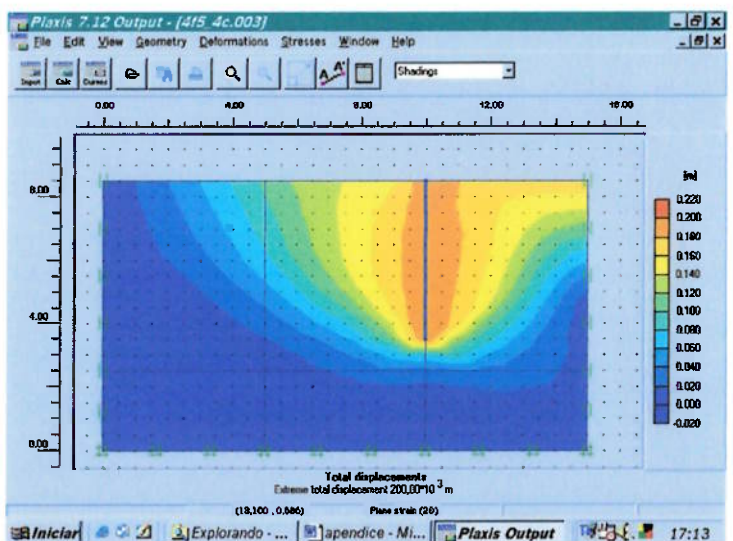 Plaxis 7.12 Output - [4f5_4c.003]
File Edit View Geometry Deformations Stresses Window Help
Input Calc Curves A A' Shadings
0.00 4.00 8.00 12.00 16.00
8.00
4.00
0.00
[m]
0.220
0.200
0.180
0.160
0.140
0.120
0.100
0.080
0.060
0.040
0.020
0.000
-0.020
Total displacements
Extreme total displacement 200,00*10 3 m
(13,100 , 0,686) Plane strain (2D)
Iniciar Explorando - ... apendice - Mi... Plaxis Output 17:13